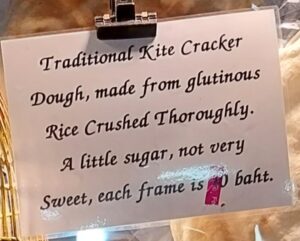 Traditional Kite Cracker
Dough, made from glutinous
Rice Crushed Thoroughly.
A little sugar, not very
Sweet, each frame is baht.